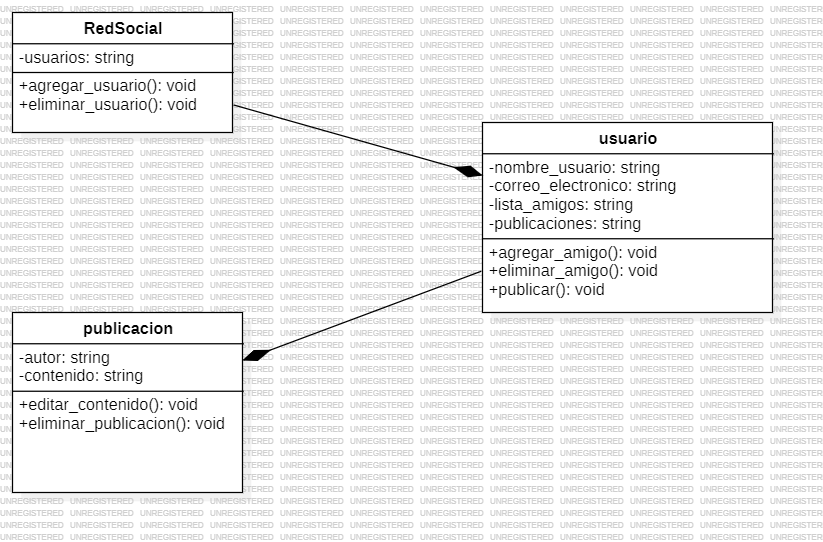 RedSocial
-usuarios: string
+agregar_usuario(): void
+eliminar_usuario(): void
usuario
-nombre_usuario: string
-correo_electronico: string
-lista_amigos: string
-publicaciones: string
+agregar_amigo(): void
+eliminar_amigo(): void
+publicar(): void
publicacion
-autor: string
-contenido: string
+editar_contenido(): void
+eliminar_publicacion(): void
UNREGISTERED